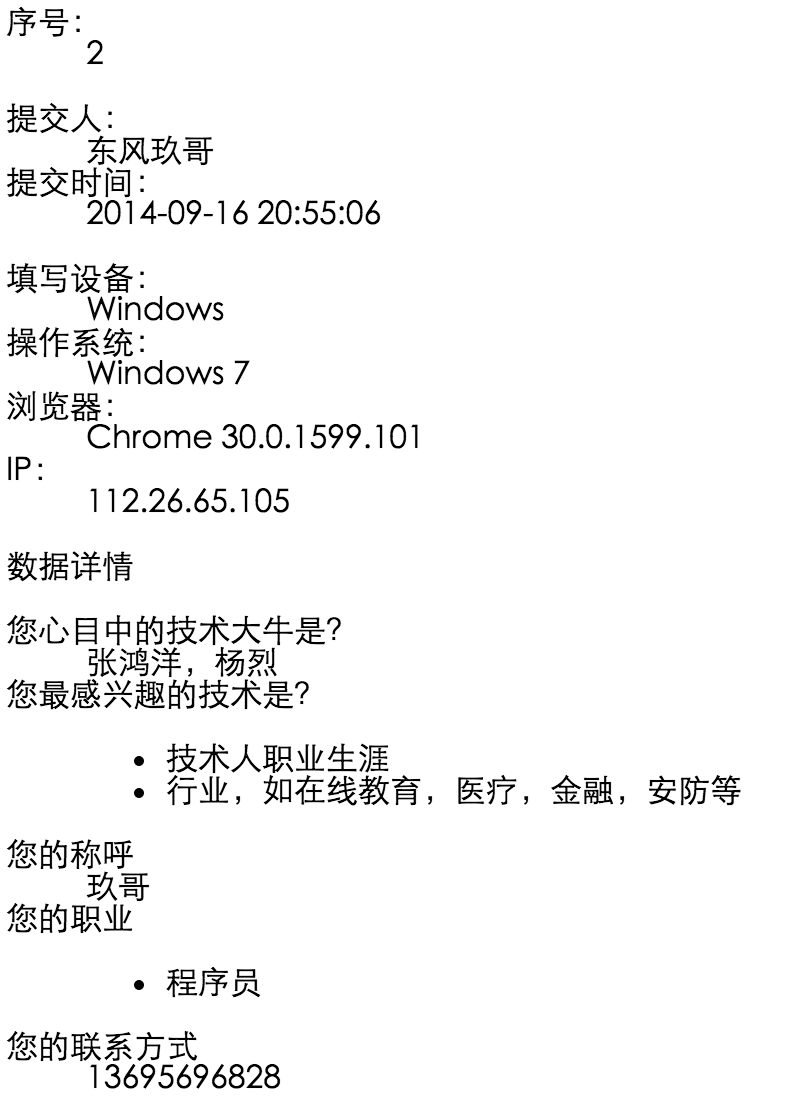 序号：
2
提交人：
东风玖哥
提交时间：
2014-09-16 20:55:06
填写设备：
Windows
操作系统：
Windows 7
浏览器：
Chrome 30.0.1599.101
IP：
112.26.65.105
数据详情
您心目中的技术大牛是？
张鸿洋，杨烈
您最感兴趣的技术是？
• 技术人职业生涯
• 行业，如在线教育，医疗，金融，安防等
您的称呼
玖哥
您的职业
• 程序员
您的联系方式
13695696828